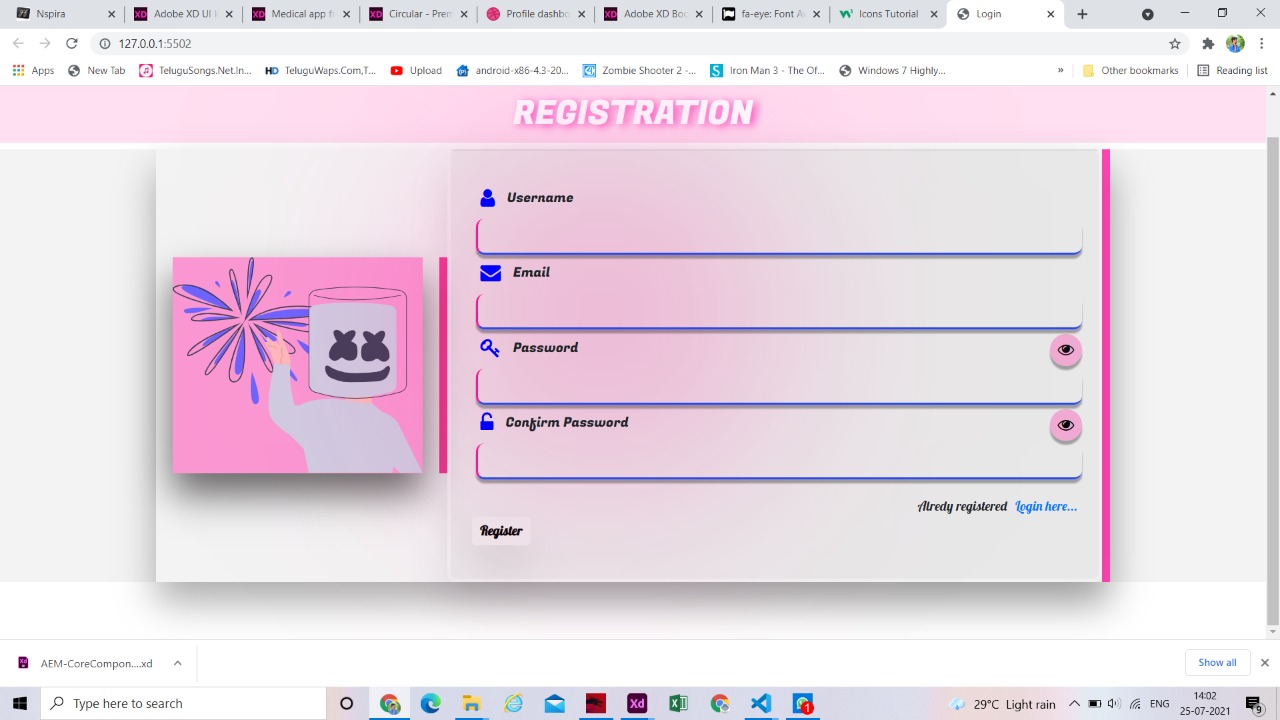 Nspira
Adobe XD UI k
Medical app fr
Circular - Prem
Profile dashb
Adobe XD Boo
fa-eye: Font A
Icons Tutorial
Login
127.0.0.1:5502
Apps
New Tab
TeluguSongs.Net.In...
HD TeluguWaps.Com,T...
Upload
android-x86-4.3-20...
Zombie Shooter 2 -...
Iron Man 3 - The Of...
Windows 7 Highly...
»
Other bookmarks
Reading list
REGISTRATION
Username
Email
Password
Confirm Password
Alredy registered Login here...
Register
AEM-CoreCompon....xd
Show all
Type here to search
29°C Light rain
ENG
14:02
25-07-2021